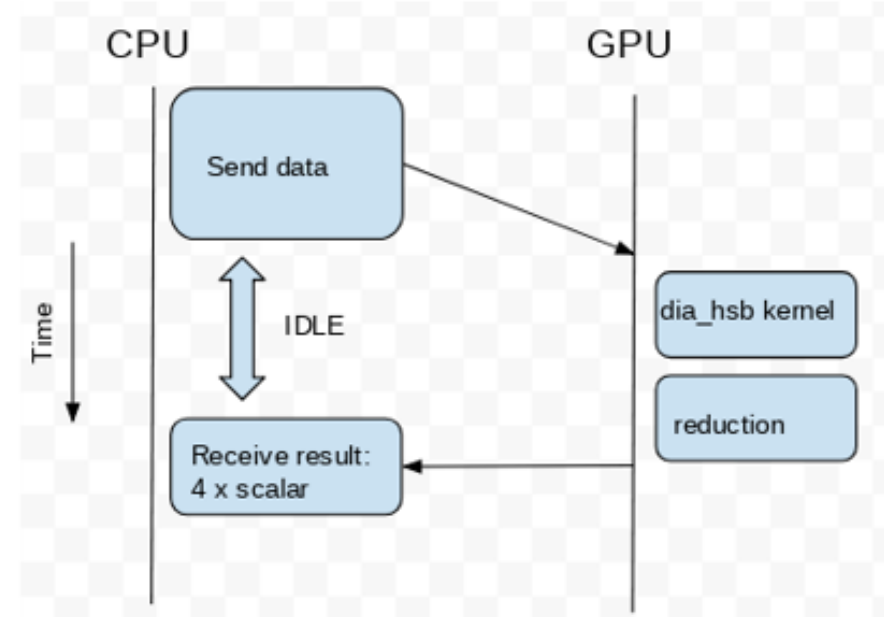 CPU
GPU
Send data
Time
IDLE
dia_hsb kernel
reduction
Receive result:
4 x scalar